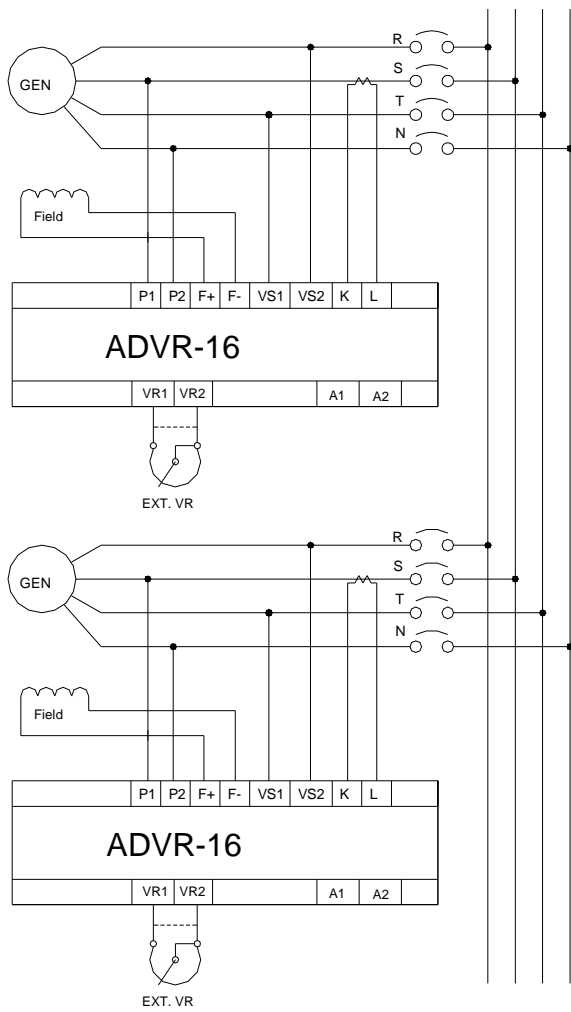 R
S
GEN
T
N
Field
P1 P2 F+ F- VS1 VS2 K L
ADVR-16
VR1 VR2 A1 A2
EXT. VR
R
S
GEN
T
N
Field
P1 P2 F+ F- VS1 VS2 K L
ADVR-16
VR1 VR2 A1 A2
EXT. VR